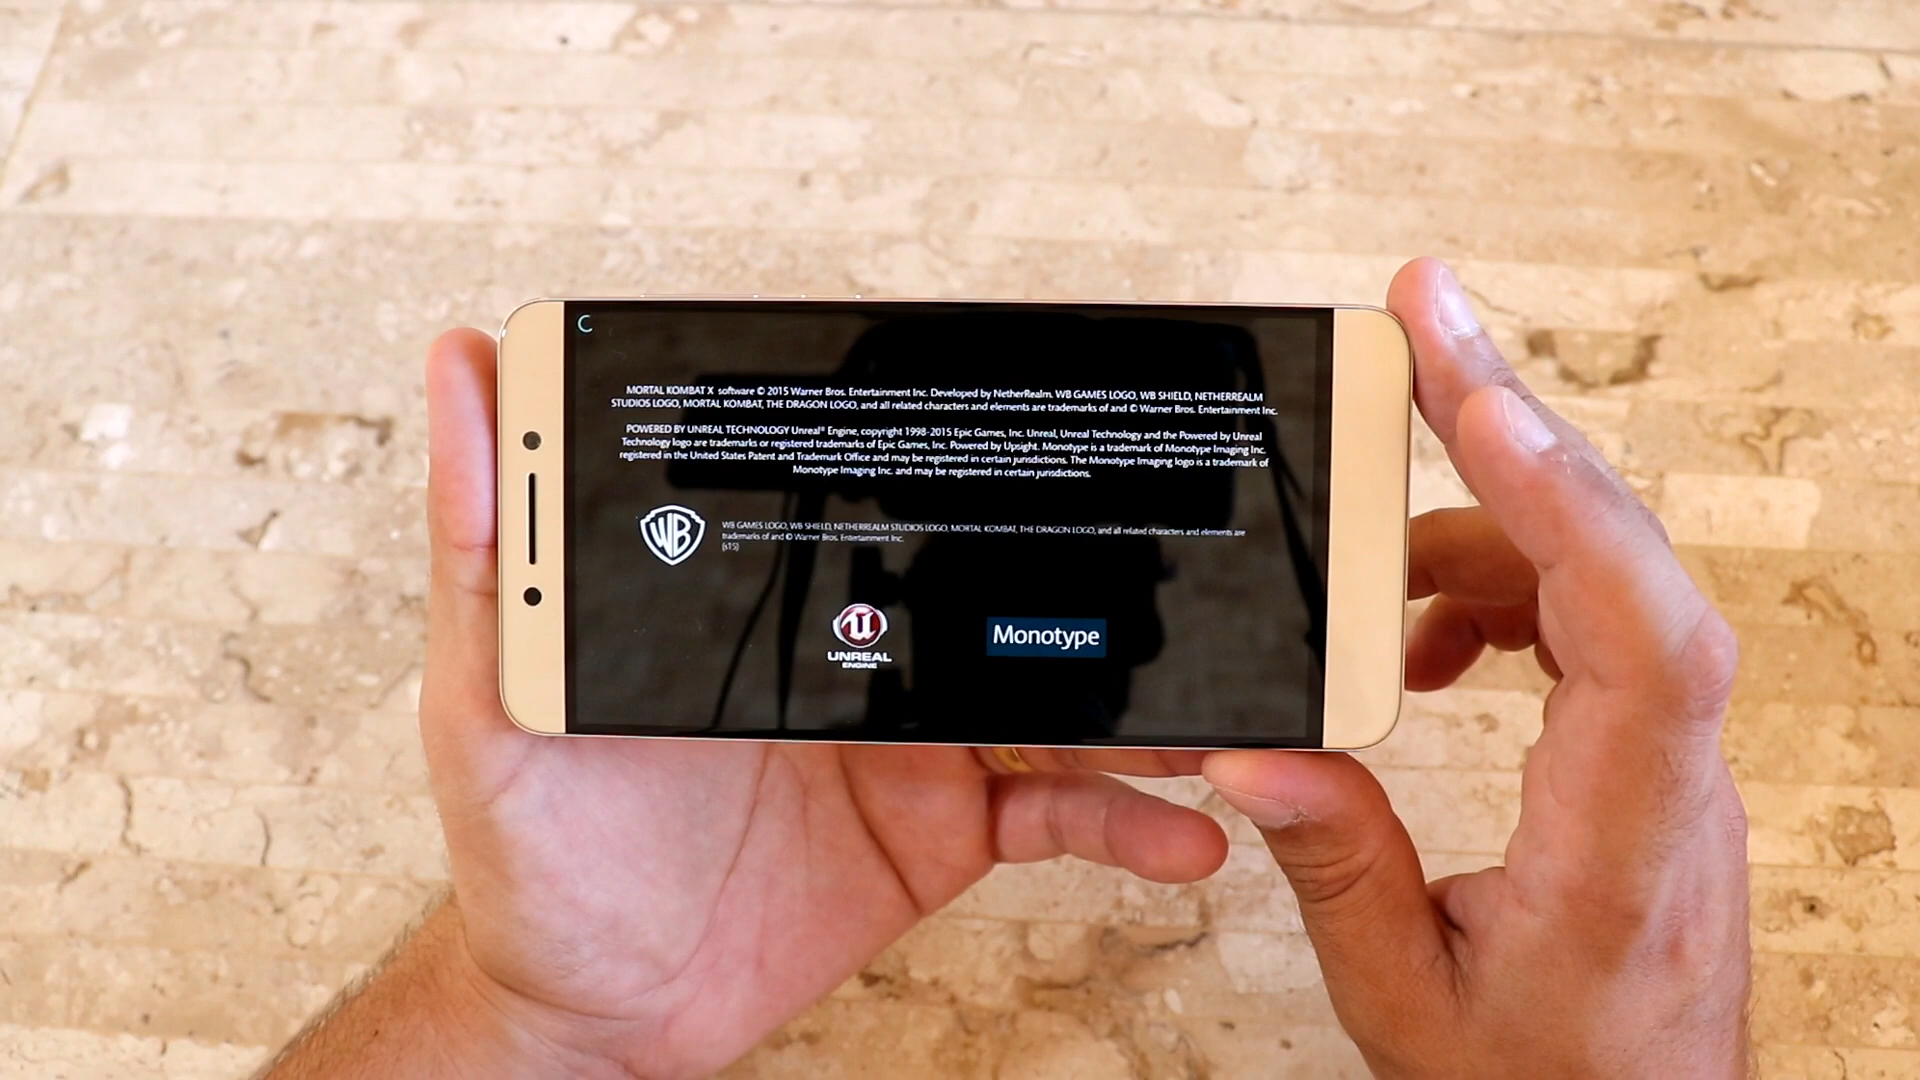 MORTAL KOMBAT X software © 2015 Warner Bros. Entertainment Inc. Developed by NetherRealm. WB GAMES LOGO, WB SHIELD, NETHERREALM
STUDIOS LOGO, MORTAL KOMBAT, THE DRAGON LOGO, and all related characters and elements are trademarks of and © Warner Bros. Entertainment Inc.
POWERED BY UNREAL TECHNOLOGY Unreal® Engine, copyright 1998-2015 Epic Games, Inc. Unreal, Unreal Technology and the Powered by Unreal
Technology logo are trademarks or registered trademarks of Epic Games, Inc. Powered by Upsight. Monotype is a trademark of Monotype Imaging Inc.
registered in the United States Patent and Trademark Office and may be registered in certain jurisdictions. The Monotype Imaging logo is a trademark of
Monotype Imaging Inc. and may be registered in certain jurisdictions.
WB
WB GAMES LOGO, WB SHIELD, NETHERREALM STUDIOS LOGO, MORTAL KOMBAT, THE DRAGON LOGO, and all related characters and elements are
trademarks of and © Warner Bros. Entertainment Inc.
(s15)
UNREAL
ENGINE
Monotype